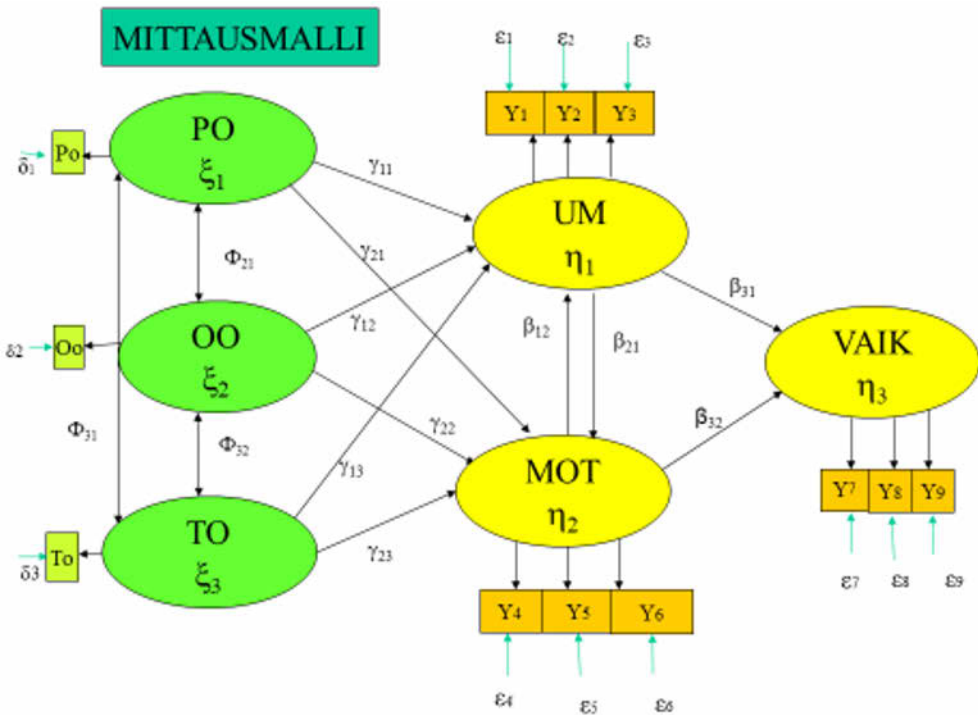 MITTAUSMALLI
ε1 ε2 ε3
Y1 Y2 Y3
δ1 Po
PO
ξ1
γ11
UM
η1
Φ21
γ21
γ12
β31
δ2 Oo
OO
ξ2
β12
β21
VAIK
η3
Φ31
Φ32
γ22
β32
γ13
MOT
η2
Y7 Y8 Y9
δ3 To
TO
ξ3
γ23
ε7 ε8 ε9
Y4 Y5 Y6
ε4 ε5 ε6